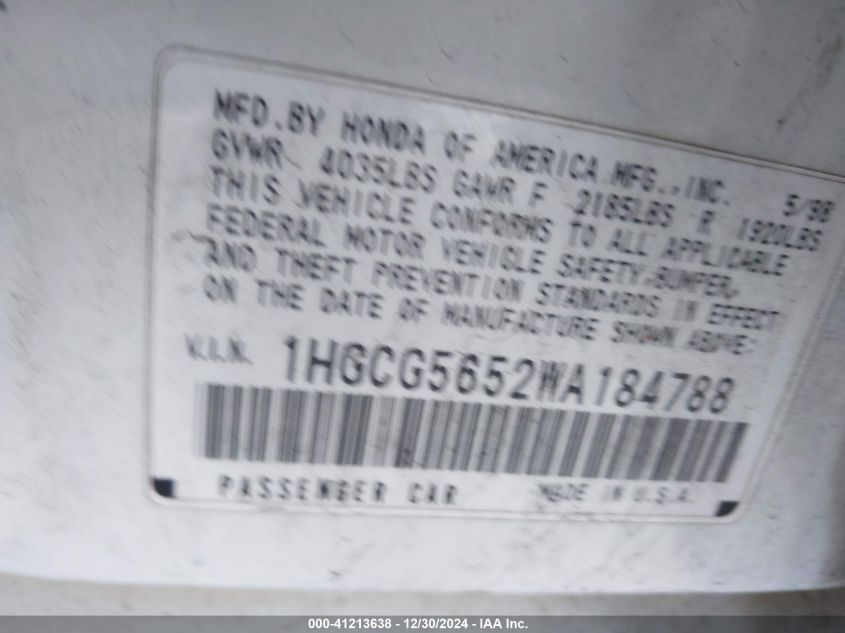 MFD.BY HONDA OF AMERICA MFG.,INC. 5/98
GVWR 4035LBS GAWR F 2185LBS R 1920LBS
THIS VEHICLE CONFORMS TO ALL APPLICABLE
FEDERAL MOTOR VEHICLE SAFETY,BUMPER,
AND THEFT PREVENTION STANDARDS IN EFFECT
ON THE DATE OF MANUFACTURE SHOWN ABOVE:
V.I.N. 1HGCG5652WA184788
PASSENGER CAR MADE IN U.S.A.
000-41213638 - 12/30/2024 - IAA Inc.